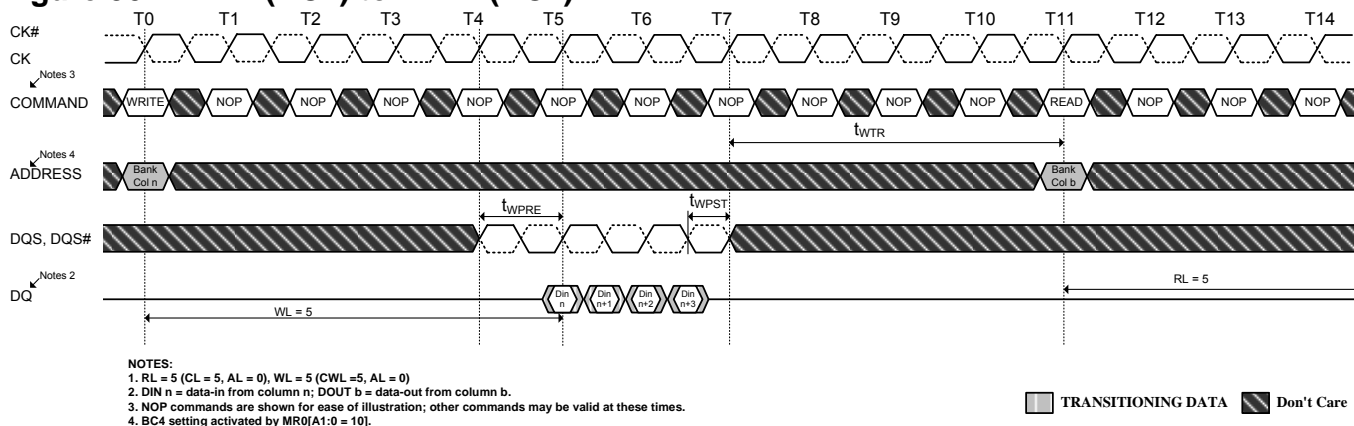 T0 T1 T2 T3 T4 T5 T6 T7 T8 T9 T10 T11 T12 T13 T14
CK#
CK
Notes 3
COMMAND WRITE NOP NOP NOP NOP NOP NOP NOP NOP NOP NOP READ NOP NOP NOP
tWTR
Notes 4
ADDRESS
Bank
Col n
Bank
Col b
tWPRE
tWPST
DQS, DQS#
Notes 2
DQ
Din
n
Din
n+1
Din
n+2
Din
n+3
RL = 5
WL = 5
NOTES:
1. RL = 5 (CL = 5, AL = 0), WL = 5 (CWL =5, AL = 0)
2. DIN n = data-in from column n; DOUT b = data-out from column b.
3. NOP commands are shown for ease of illustration; other commands may be valid at these times.
4. BC4 setting activated by MR0[A1:0 = 10].
TRANSITIONING DATA Don't Care